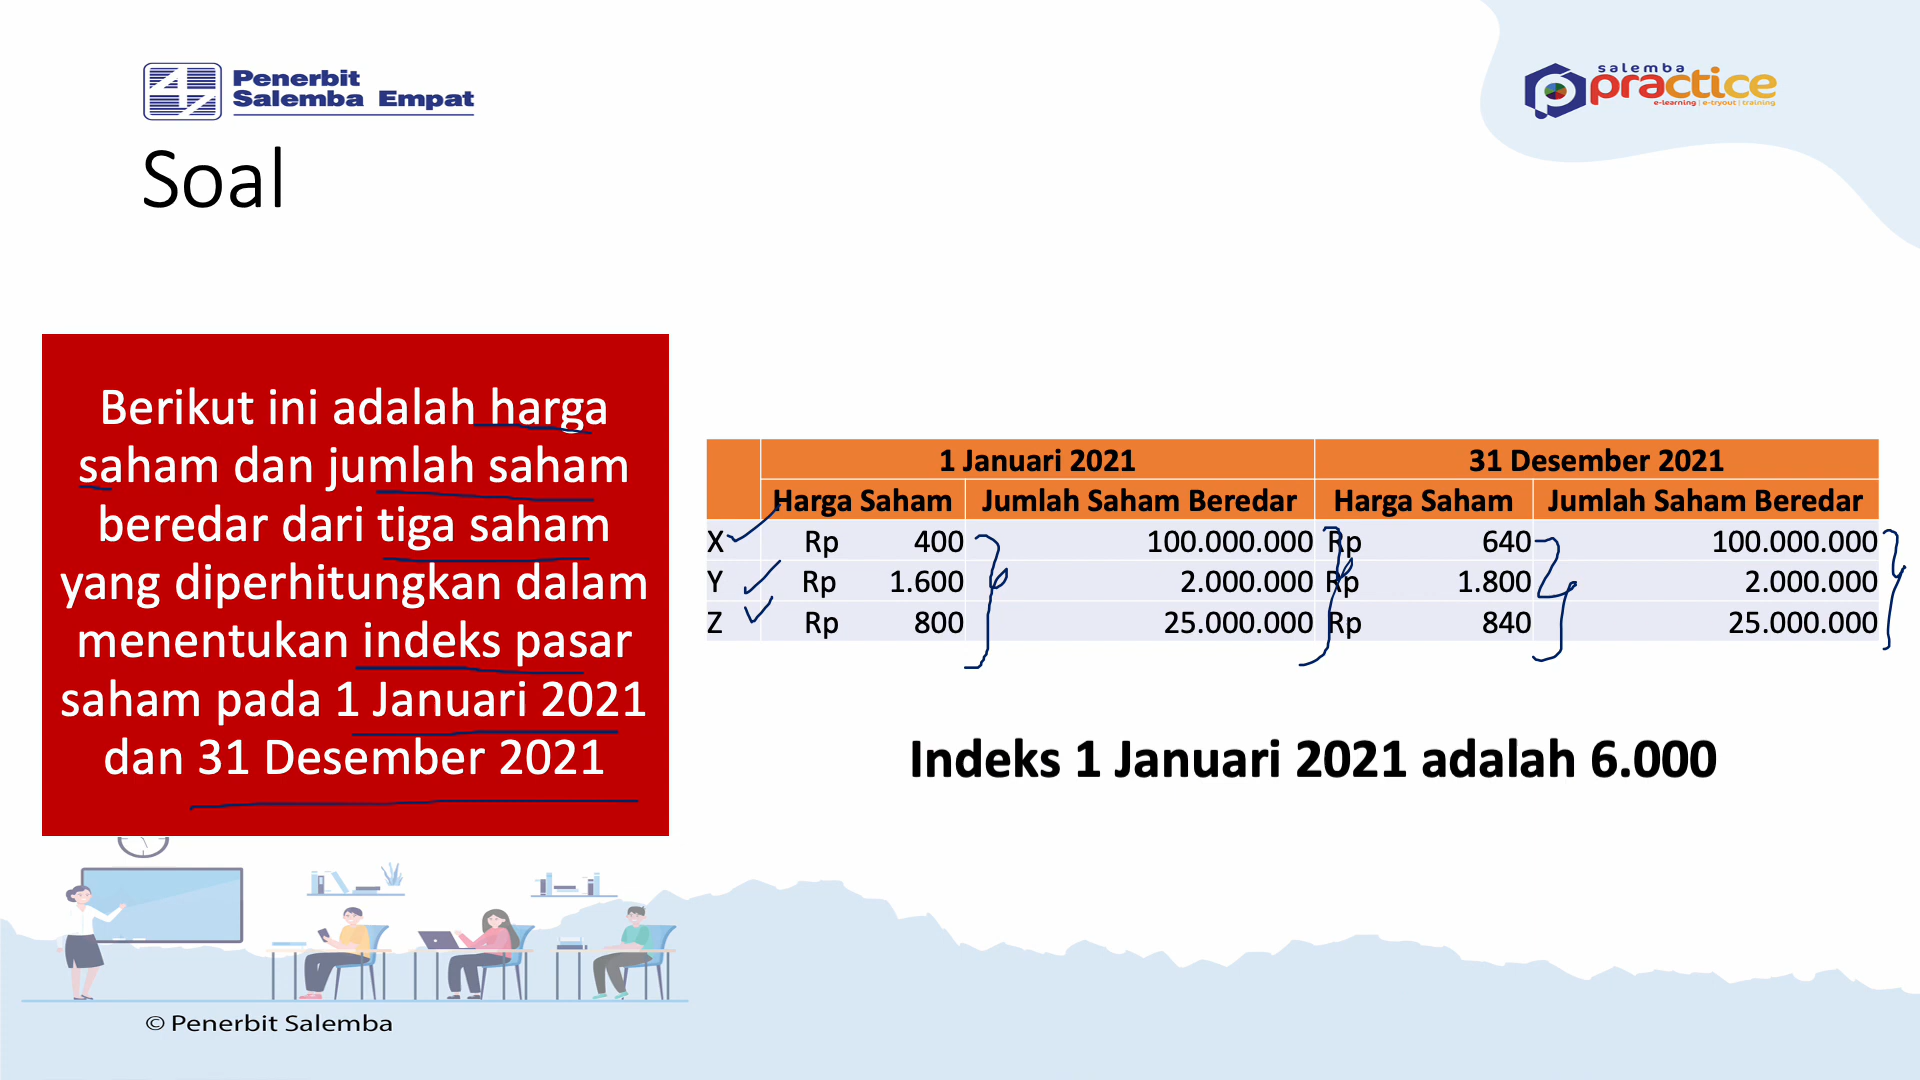 Penerbit
Salemba Empat
salemba
practice
e-learning | e-tryout | training
Soal
Berikut ini adalah harga
saham dan jumlah saham
beredar dari tiga saham
yang diperhitungkan dalam
menentukan indeks pasar
saham pada 1 Januari 2021
dan 31 Desember 2021
1 Januari 2021 31 Desember 2021
Harga Saham Jumlah Saham Beredar Harga Saham Jumlah Saham Beredar
X Rp 400 100.000.000 Rp 640 100.000.000
Y Rp 1.600 2.000.000 Rp 1.800 2.000.000
Z Rp 800 25.000.000 Rp 840 25.000.000
Indeks 1 Januari 2021 adalah 6.000
© Penerbit Salemba